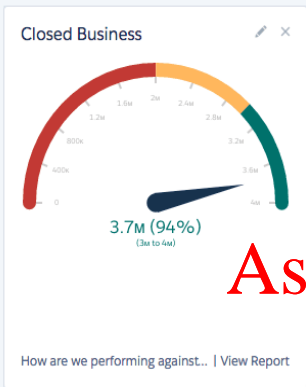 Closed Business
0
400K
800K
1.2M
1.6M
2M
2.4M
2.8M
3.2M
3.6M
4M
3.7M (94%)
(3M to 4M)
As
How are we performing against... | View Report